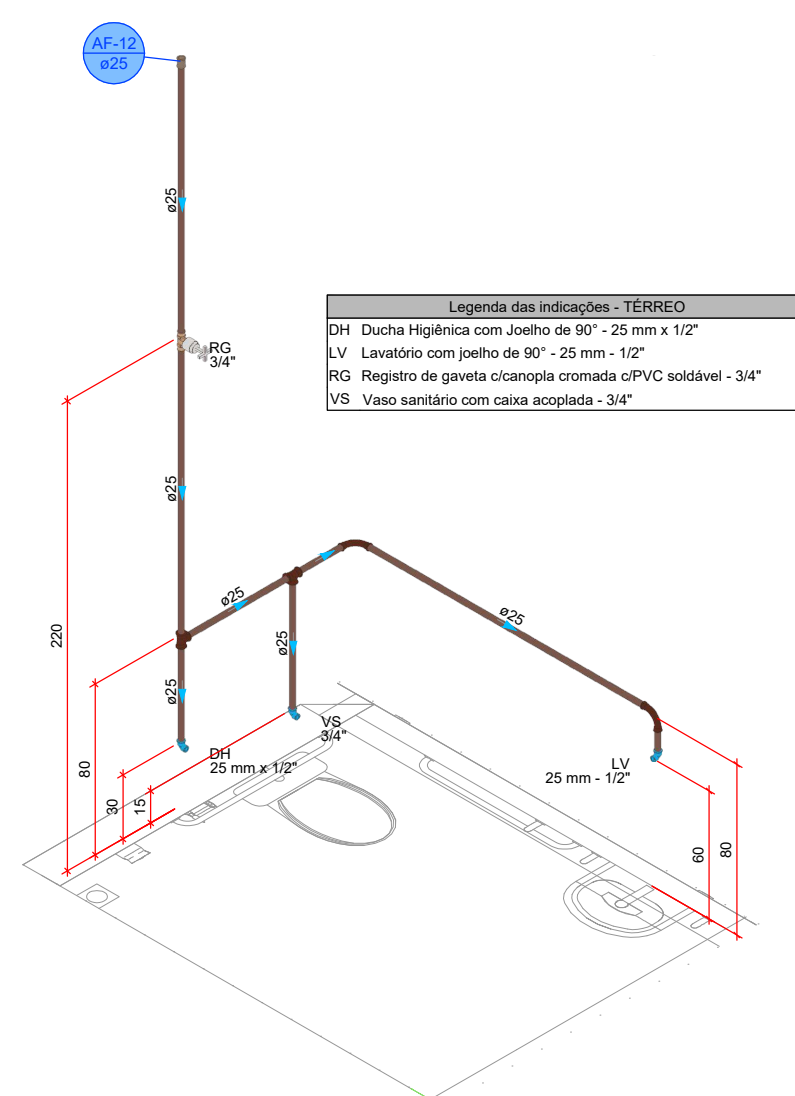 AF-12
ø25
ø25
RG
3/4"
Legenda das indicações - TÉRREO
DH Ducha Higiênica com Joelho de 90° - 25 mm x 1/2"
LV Lavatório com joelho de 90° - 25 mm - 1/2"
RG Registro de gaveta c/canopla cromada c/PVC soldável - 3/4"
VS Vaso sanitário com caixa acoplada - 3/4"
ø25
ø25
ø25
ø25
ø25
220
VS
3/4"
DH
25 mm x 1/2"
LV
25 mm - 1/2"
80
30
15
60
80